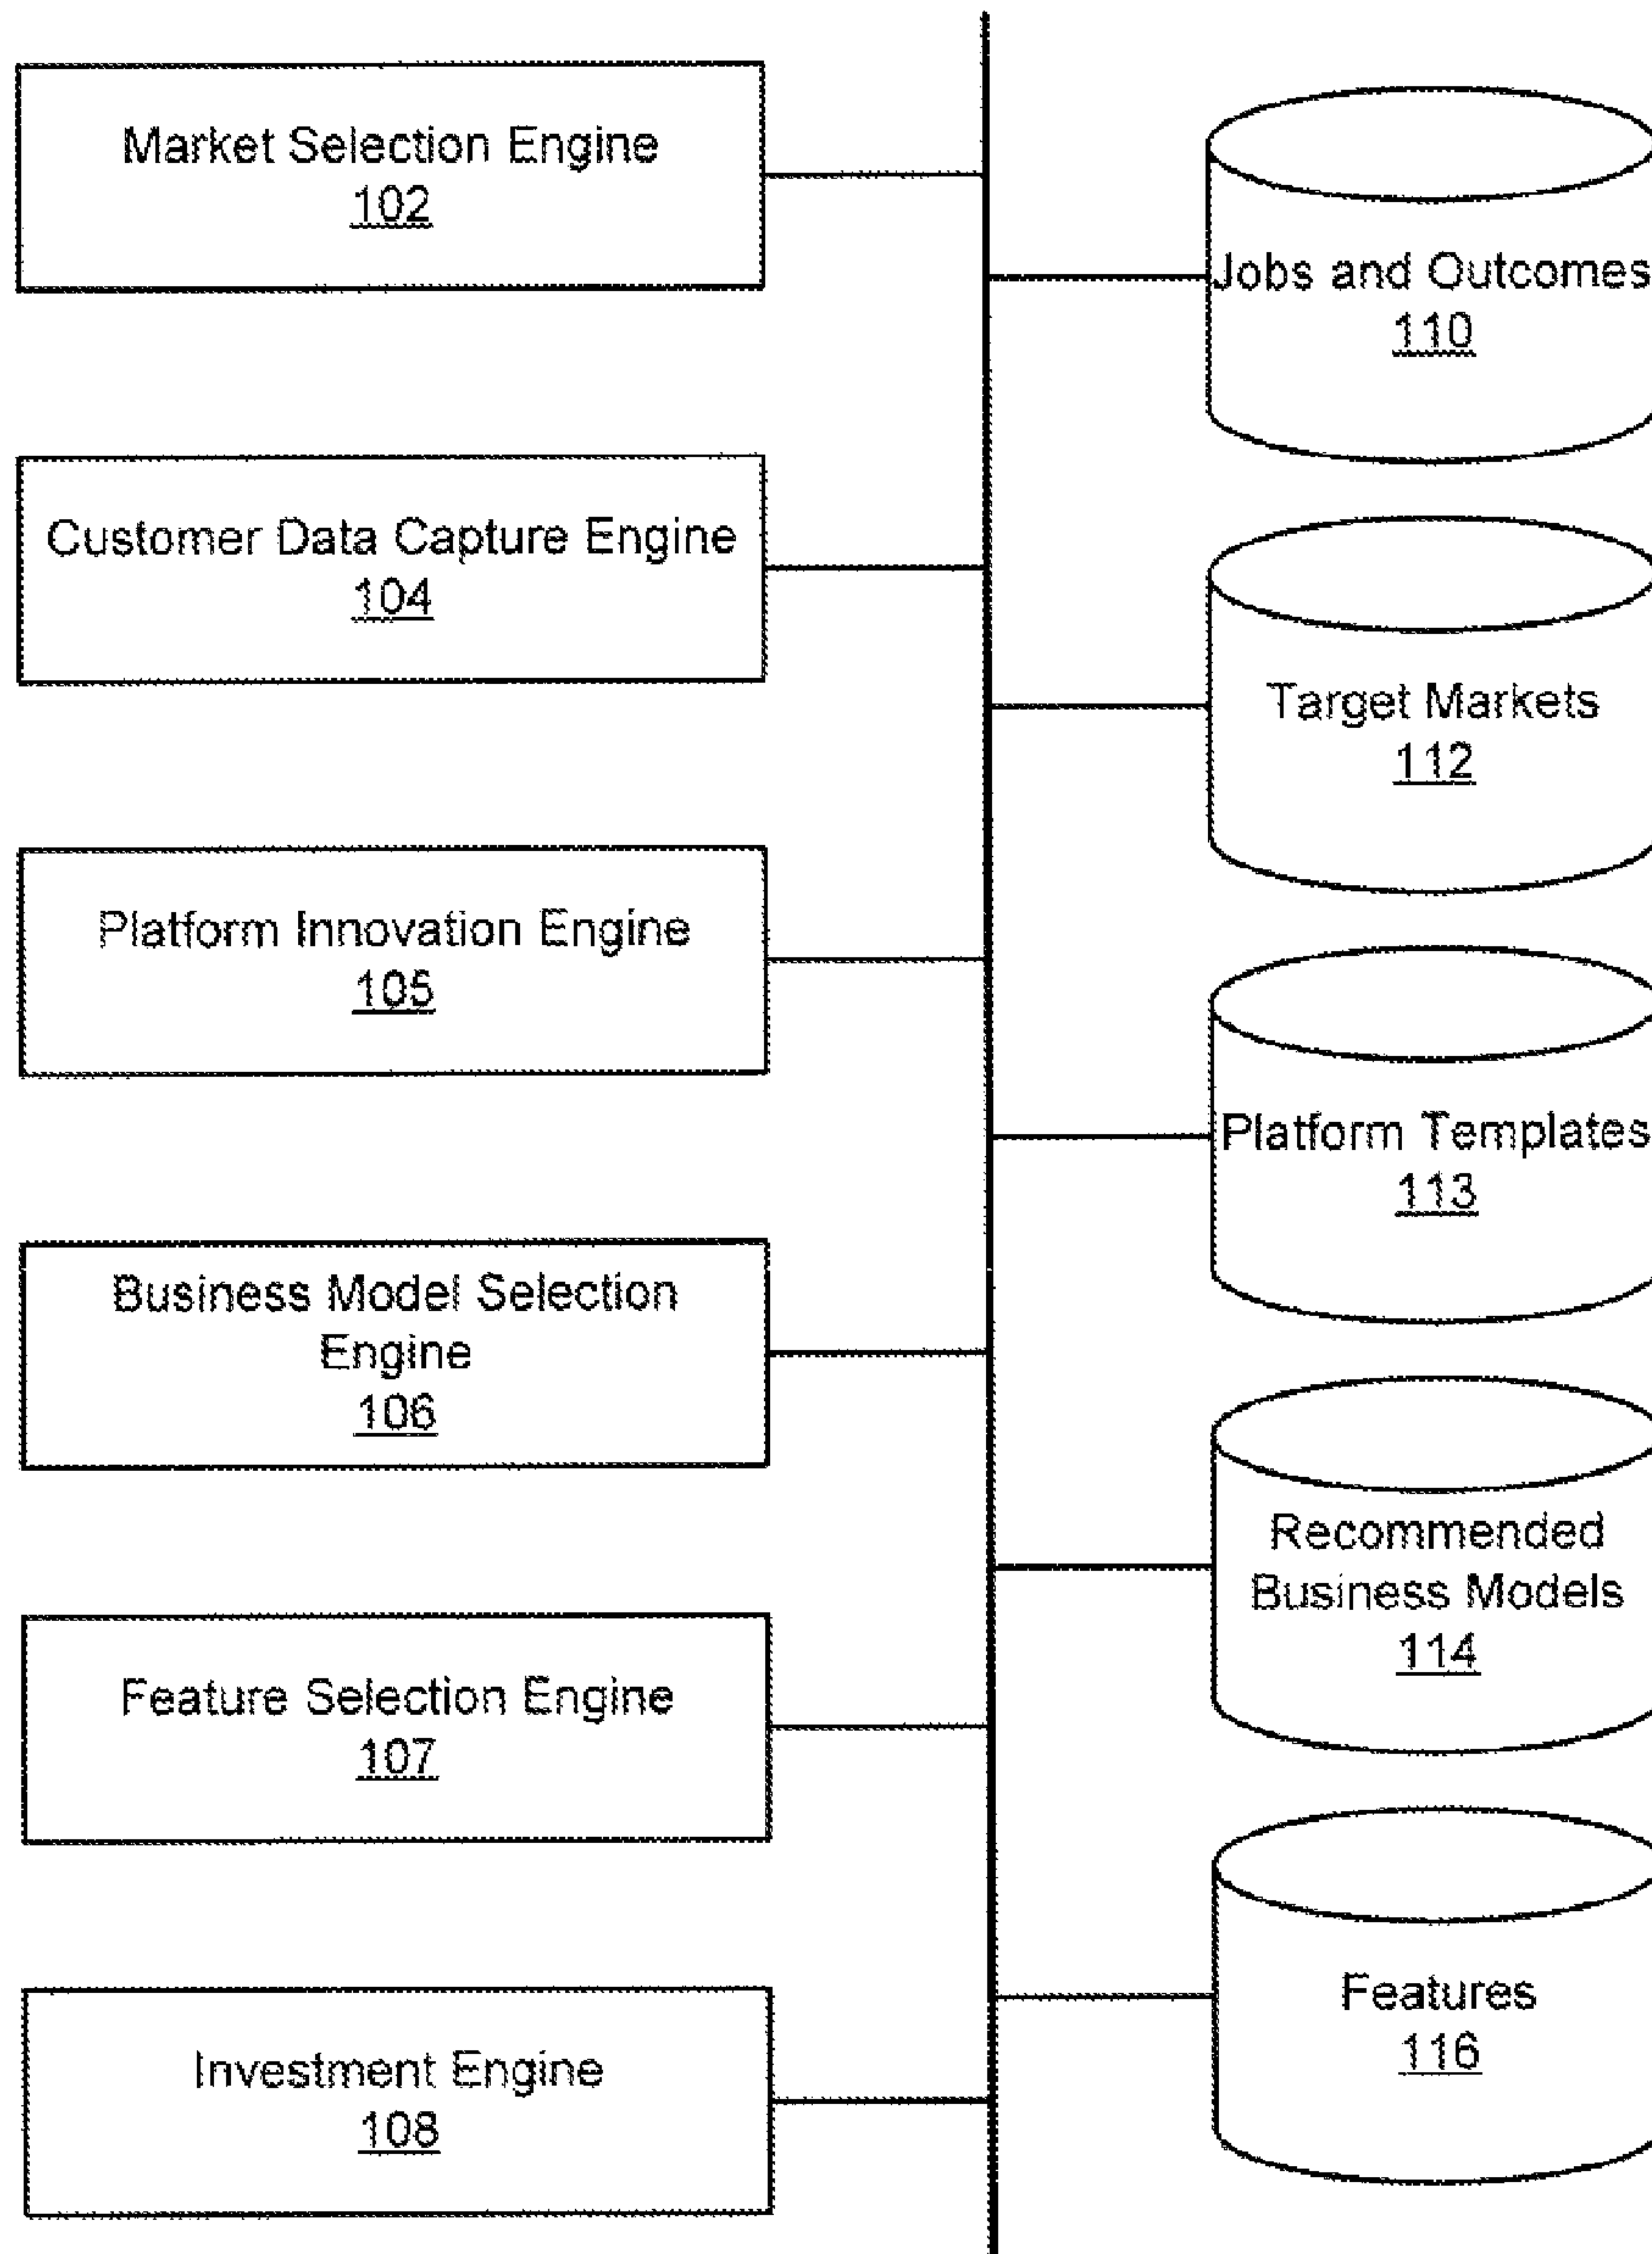 Market Selection Engine
102
Customer Data Capture Engine
104
Platform Innovation Engine
105
Business Model Selection
Engine
106
Feature Selection Engine
107
Investment Engine
108
Jobs and Outcomes
110
Target Markets
112
Platform Templates
113
Recommended
Business Models
114
Features
116